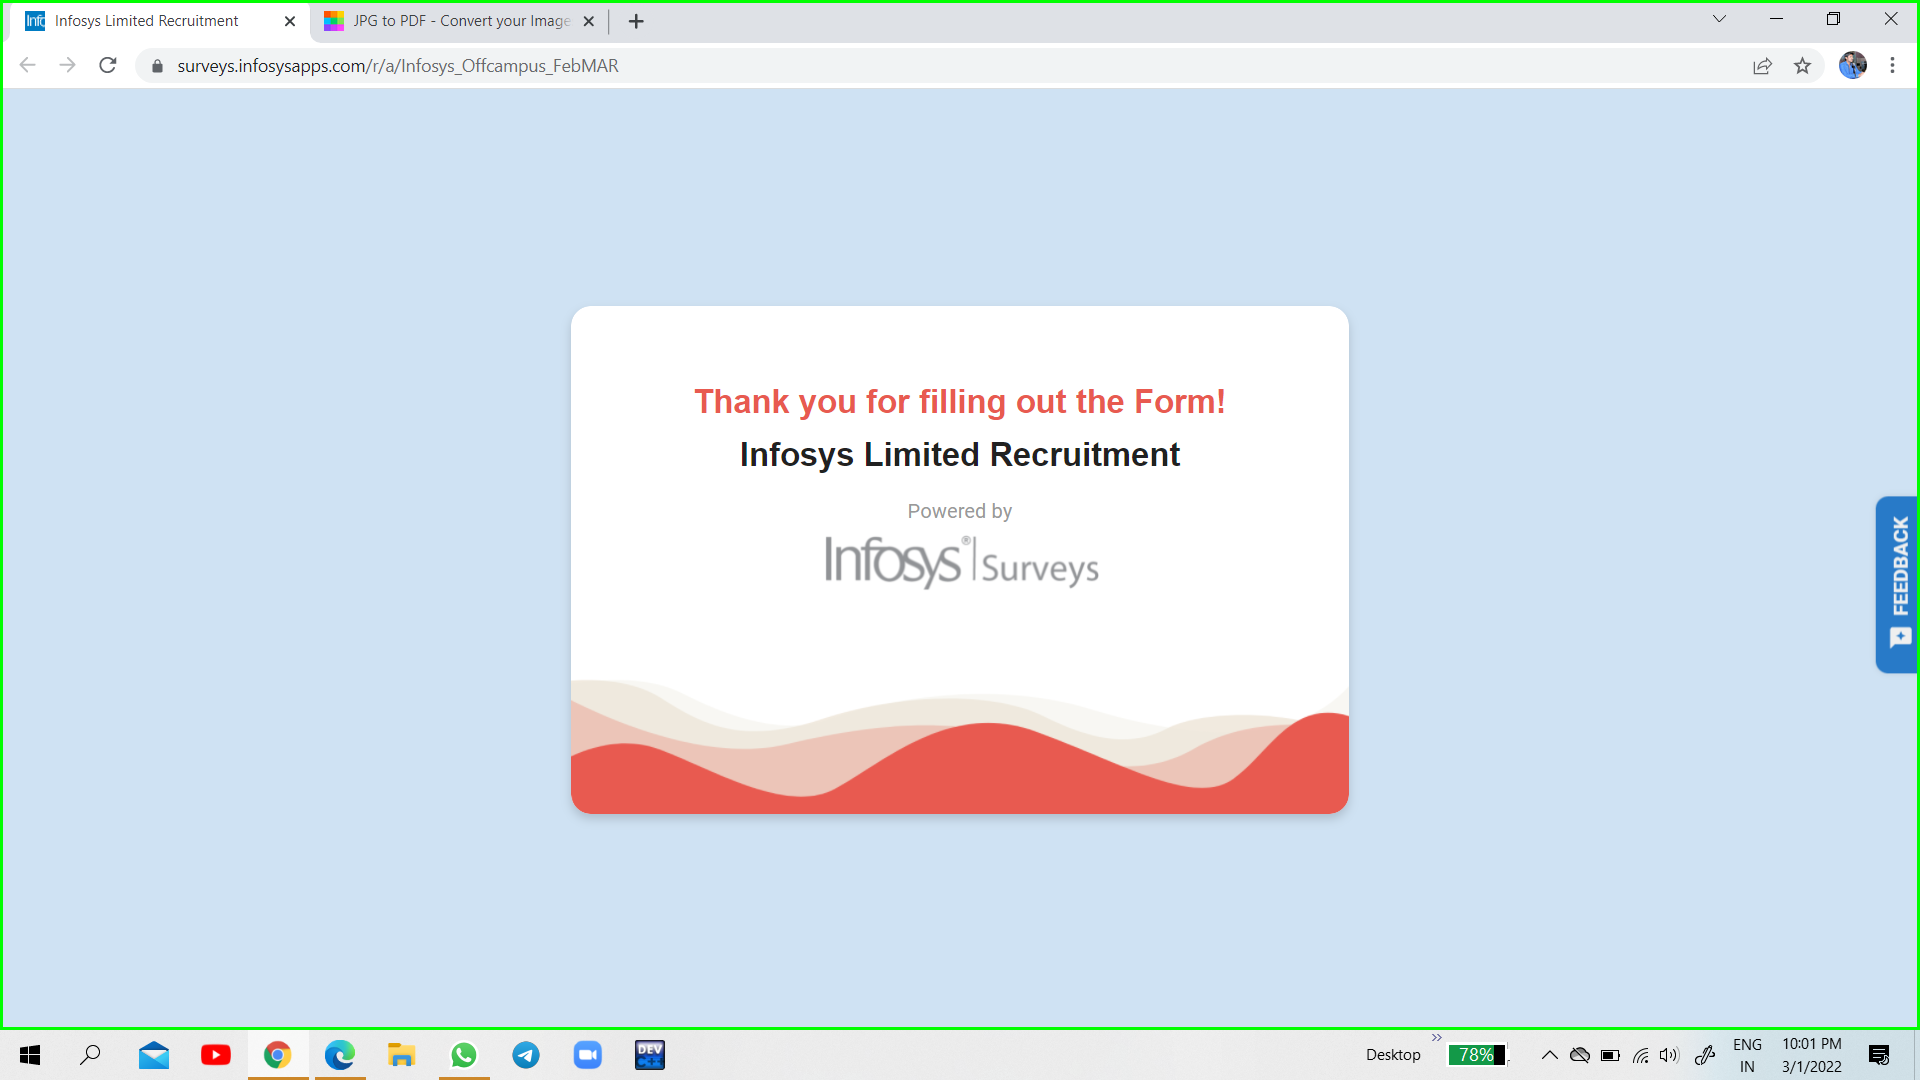 Infosys Limited Recruitment
JPG to PDF - Convert your Image
surveys.infosysapps.com/r/a/Infosys_Offcampus_FebMAR
Thank you for filling out the Form!
Infosys Limited Recruitment
Powered by
Infosys® | Surveys
FEEDBACK
DEV
C++
Desktop
78%
ENG
IN
10:01 PM
3/1/2022